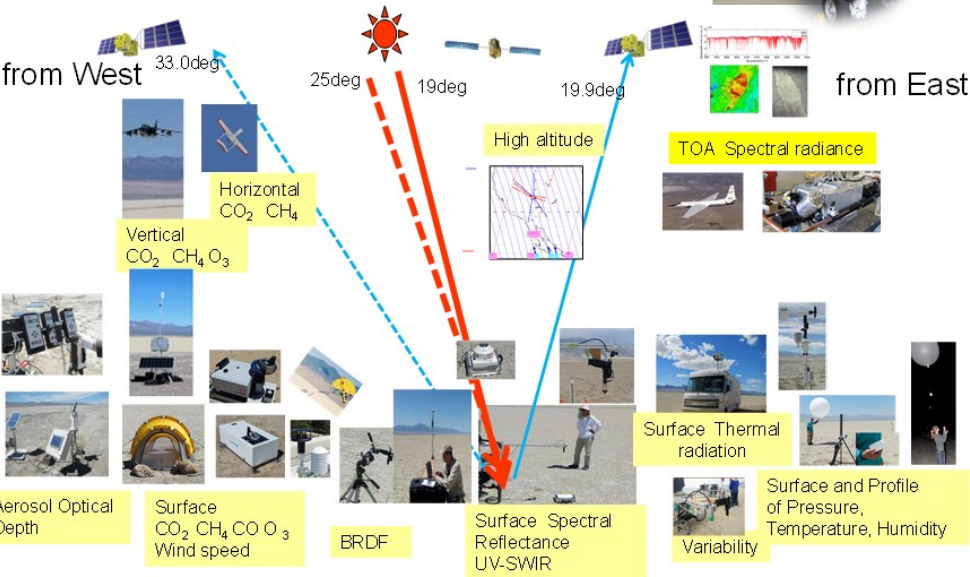 33.0deg
from West
25deg
19deg
19.9deg
from East
High altitude
TOA Spectral radiance
Horizontal
CO2 CH4
Vertical
CO2 CH4 O3
Surface Thermal
radiation
Aerosol Optical
Depth
Surface
CO2 CH4 CO O3
Wind speed
BRDF
Surface Spectral
Reflectance
UV-SWIR
Variability
Surface and Profile
of Pressure,
Temperature, Humidity